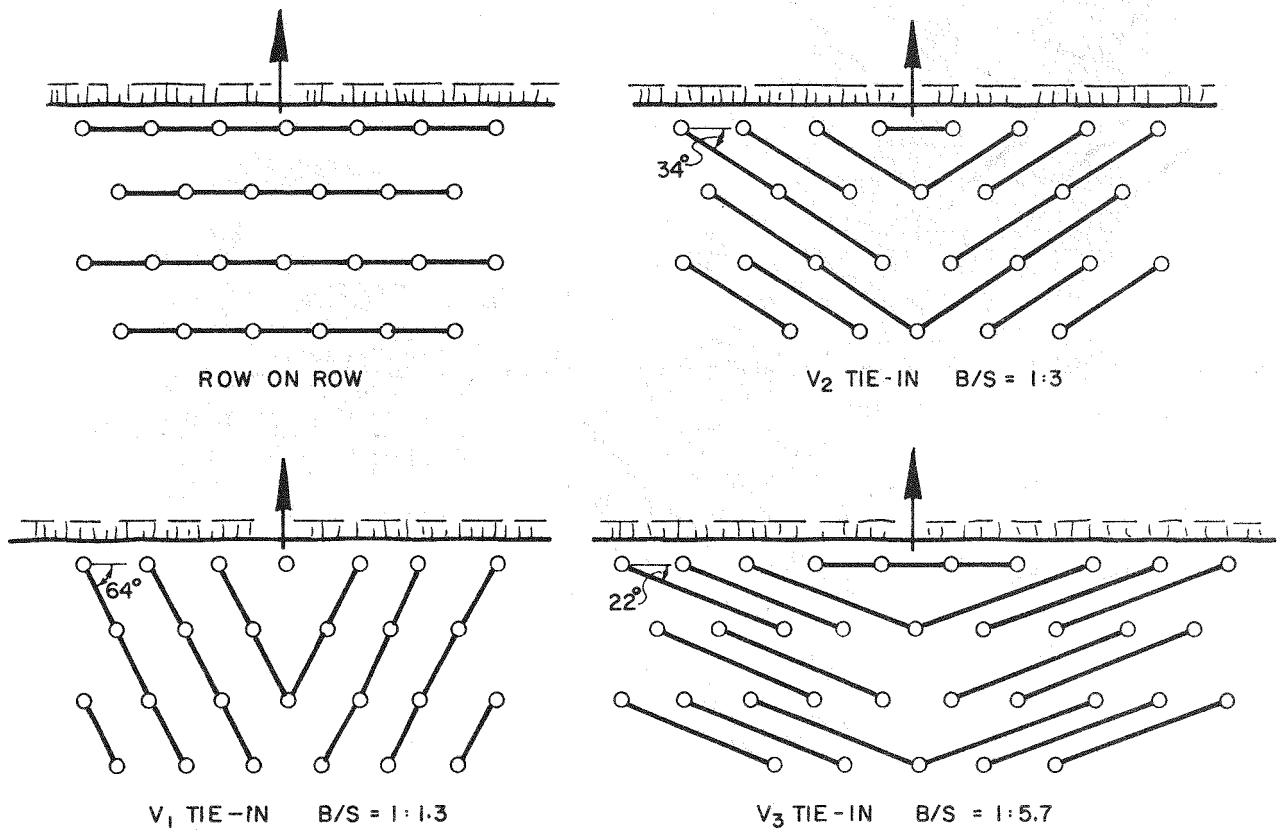 34°
ROW ON ROW
V₂ TIE-IN B/S = 1:3
64°
22°
V₁ TIE-IN B/S = 1:1.3
V₃ TIE-IN B/S = 1:5.7